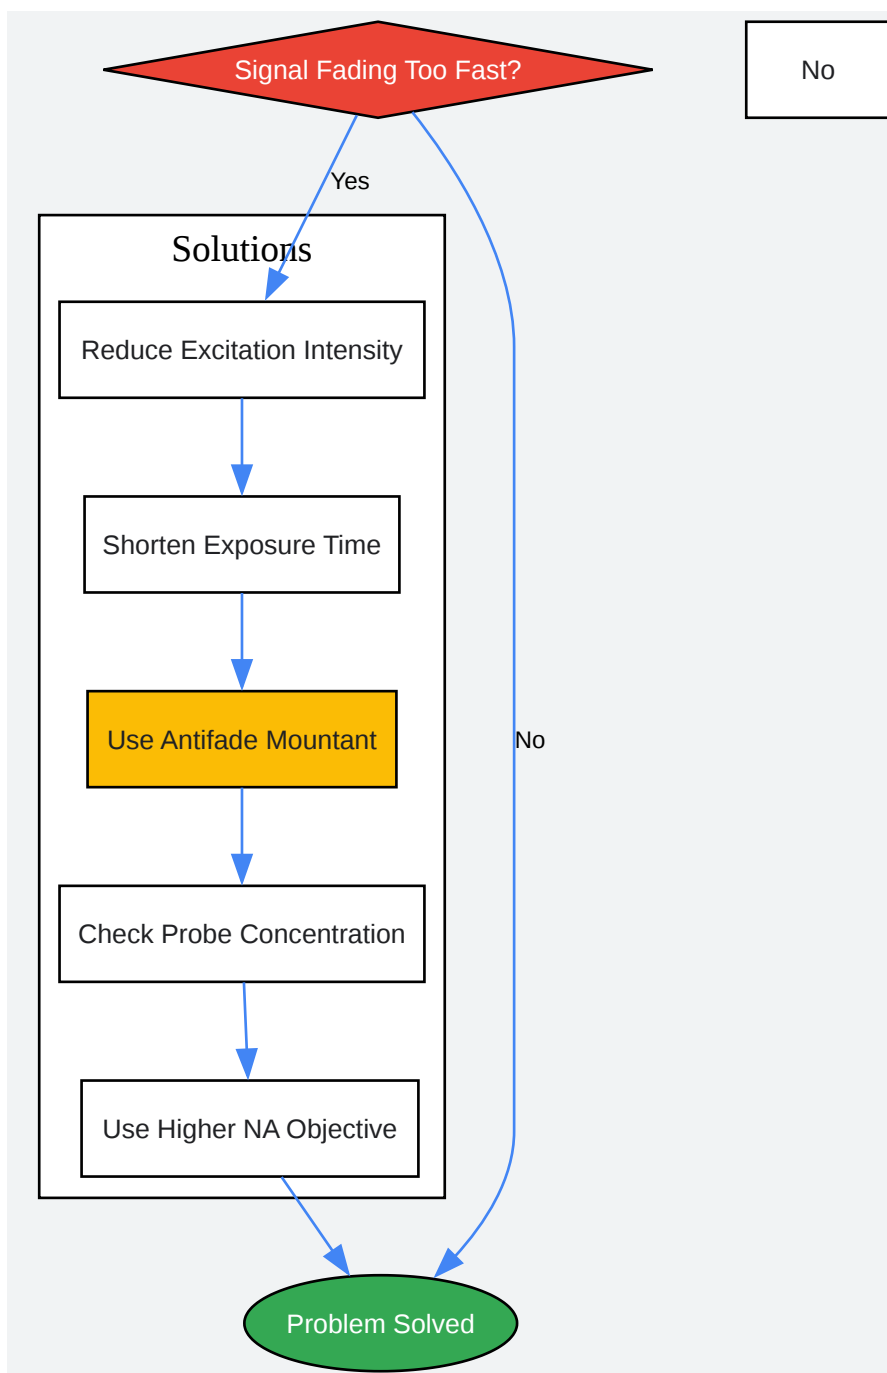 Signal Fading Too Fast?
No
Yes
Solutions
Reduce Excitation Intensity
Shorten Exposure Time
Use Antifade Mountant
No
Check Probe Concentration
Use Higher NA Objective
Problem Solved